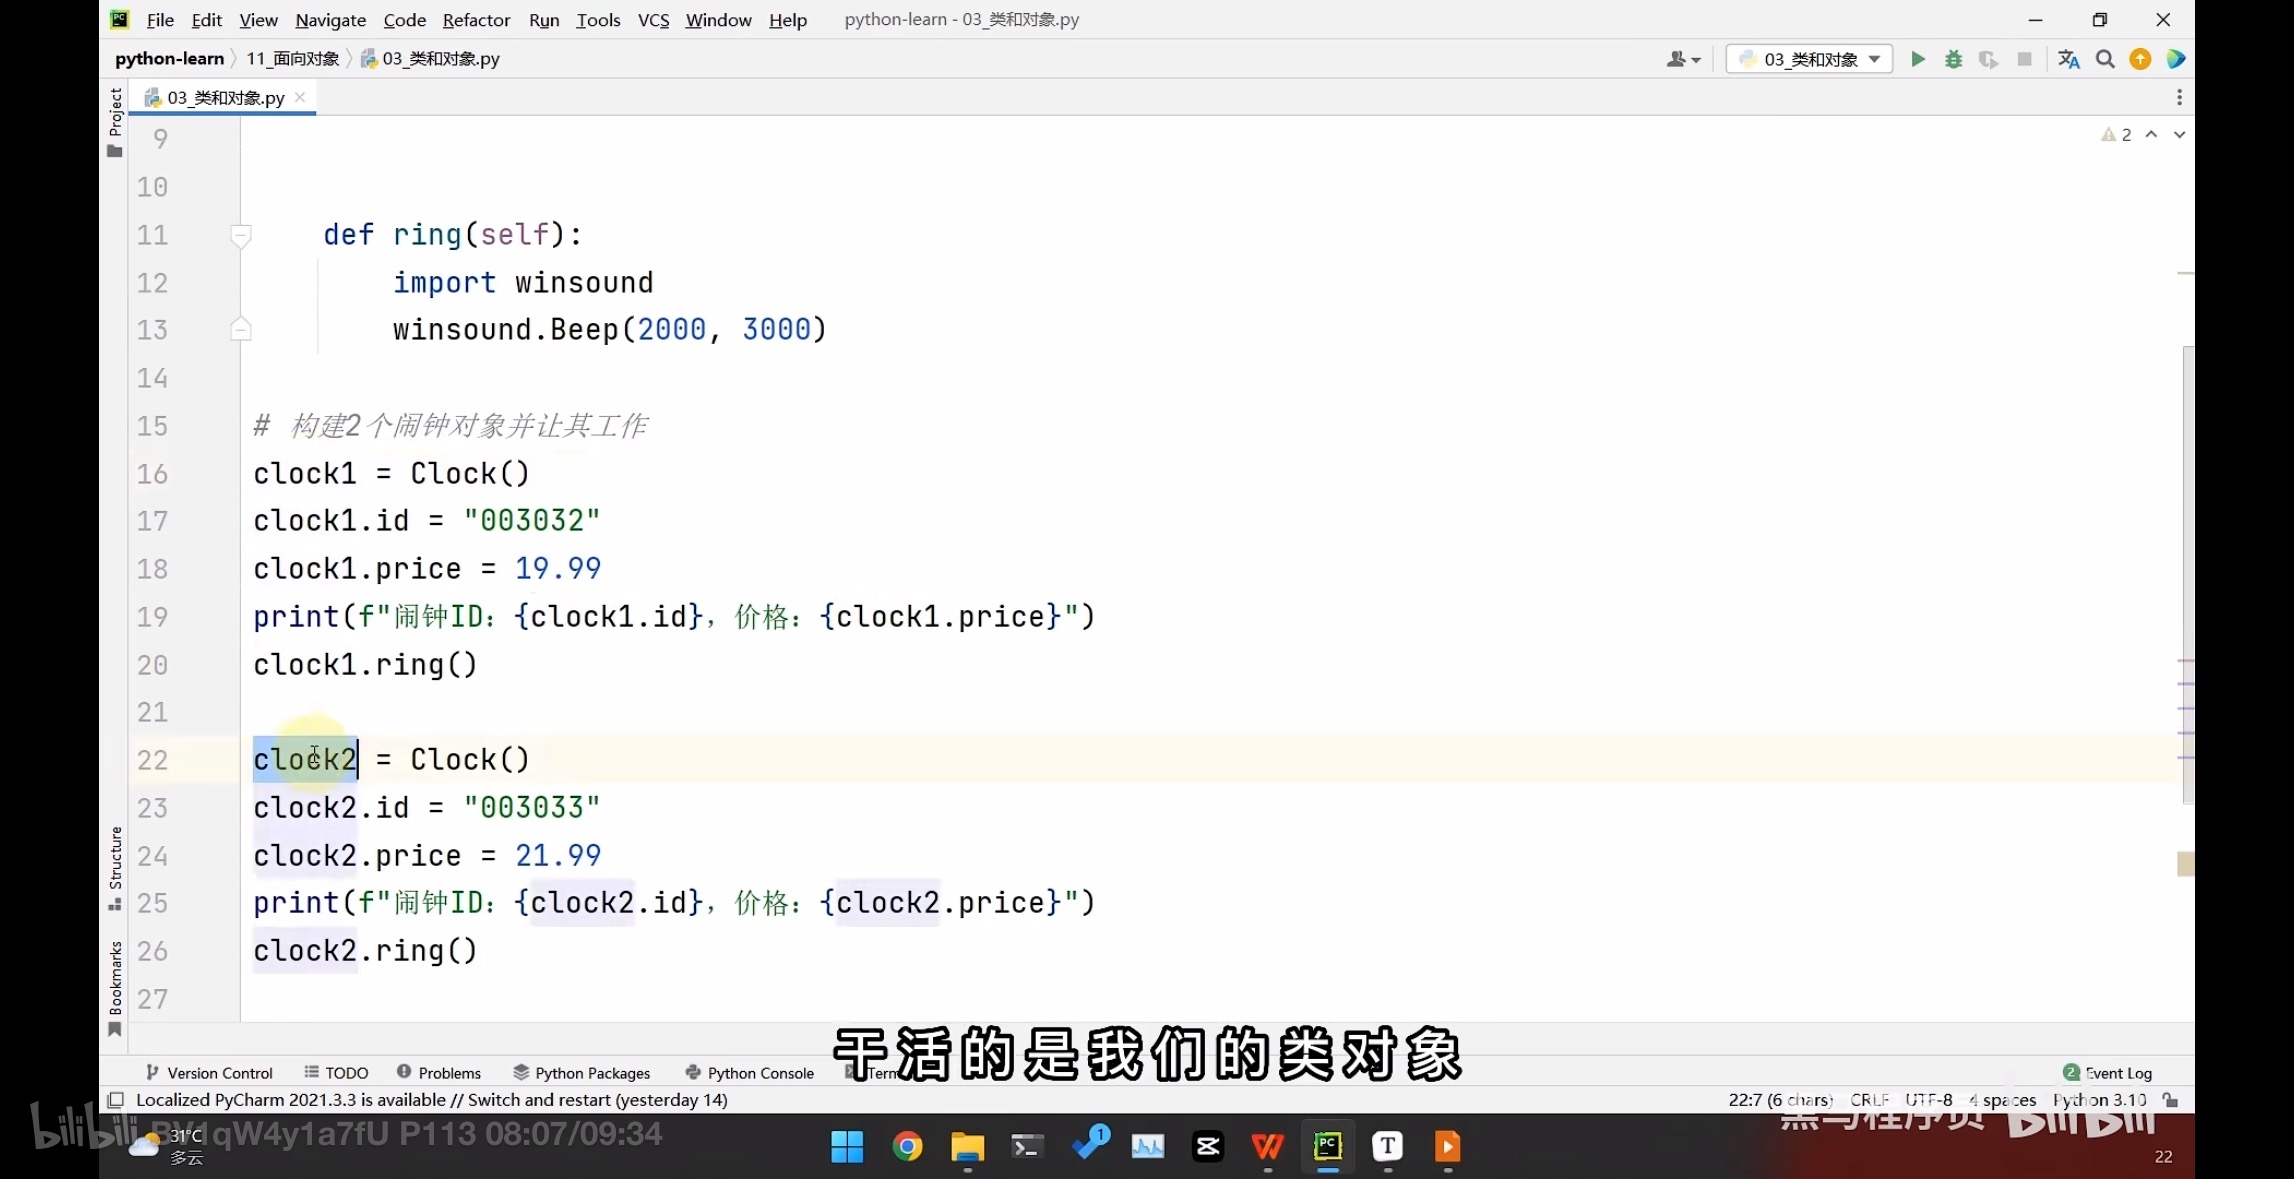 File Edit View Navigate Code Refactor Run Tools VCS Window Help python-learn - 03_类和对象.py
python-learn 11_面向对象 03_类和对象.py 03_类和对象
Project
03_类和对象.py
2
9
10
11 def ring(self):
12 import winsound
13 winsound.Beep(2000, 3000)
14
15 # 构建2个闹钟对象并让其工作
16 clock1 = Clock()
17 clock1.id = "003032"
18 clock1.price = 19.99
19 print(f"闹钟ID：{clock1.id}，价格：{clock1.price}")
20 clock1.ring()
21
22 clock2 = Clock()
23 clock2.id = "003033"
24 clock2.price = 21.99
25 print(f"闹钟ID：{clock2.id}，价格：{clock2.price}")
26 clock2.ring()
27
Structure
Bookmarks
干活的是我们的类对象
Version Control TODO Problems Python Packages Python Console Term 2 Event Log
Localized PyCharm 2021.3.3 is available // Switch and restart (yesterday 14) 22:7 (6 chars) CRLF UTF-8 4 spaces Python 3.10
黑马程序员 bilibili
bilibili BV1qW4y1a7fU P113 08:07/09:34
31°C
多云
1
PC
T
22